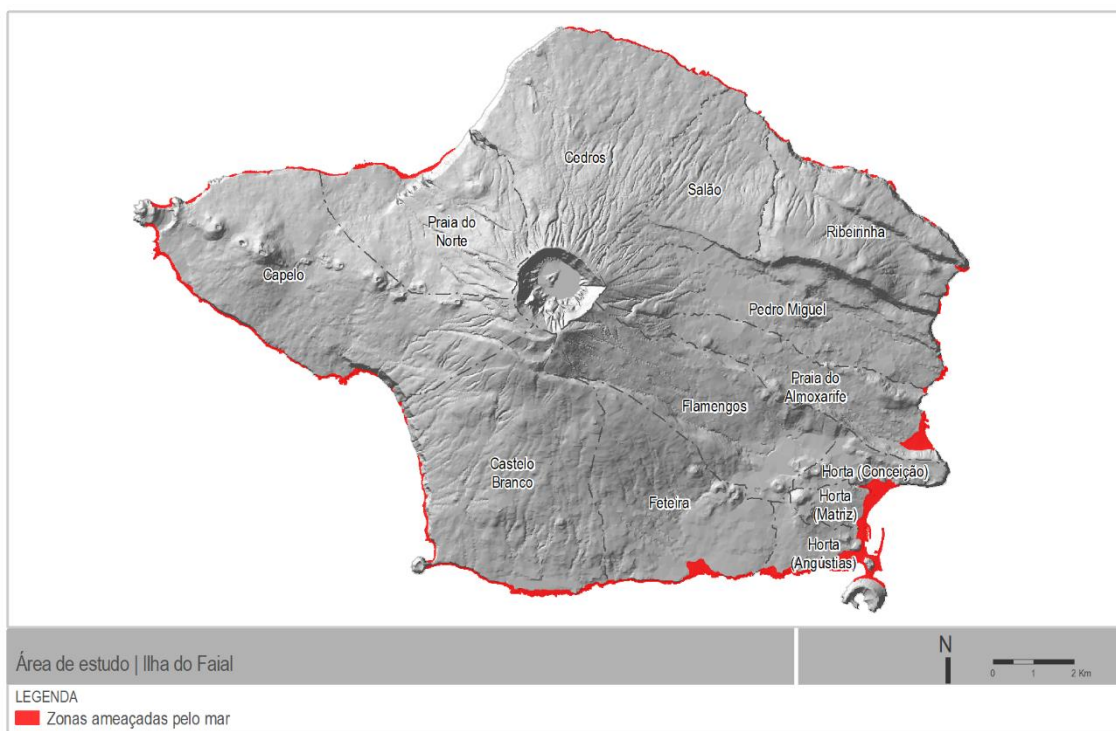 Cedros
Salão
Ribeirinha
Praia do
Norte
Capelo
Pedro Miguel
Praia do
Almoxarife
Flamengos
Castelo
Branco
Feteira
Horta (Conceição)
Horta
(Matriz)
Horta
(Angústias)
Área de estudo | Ilha do Faial
N
0 1 2 Km
LEGENDA
Zonas ameaçadas pelo mar